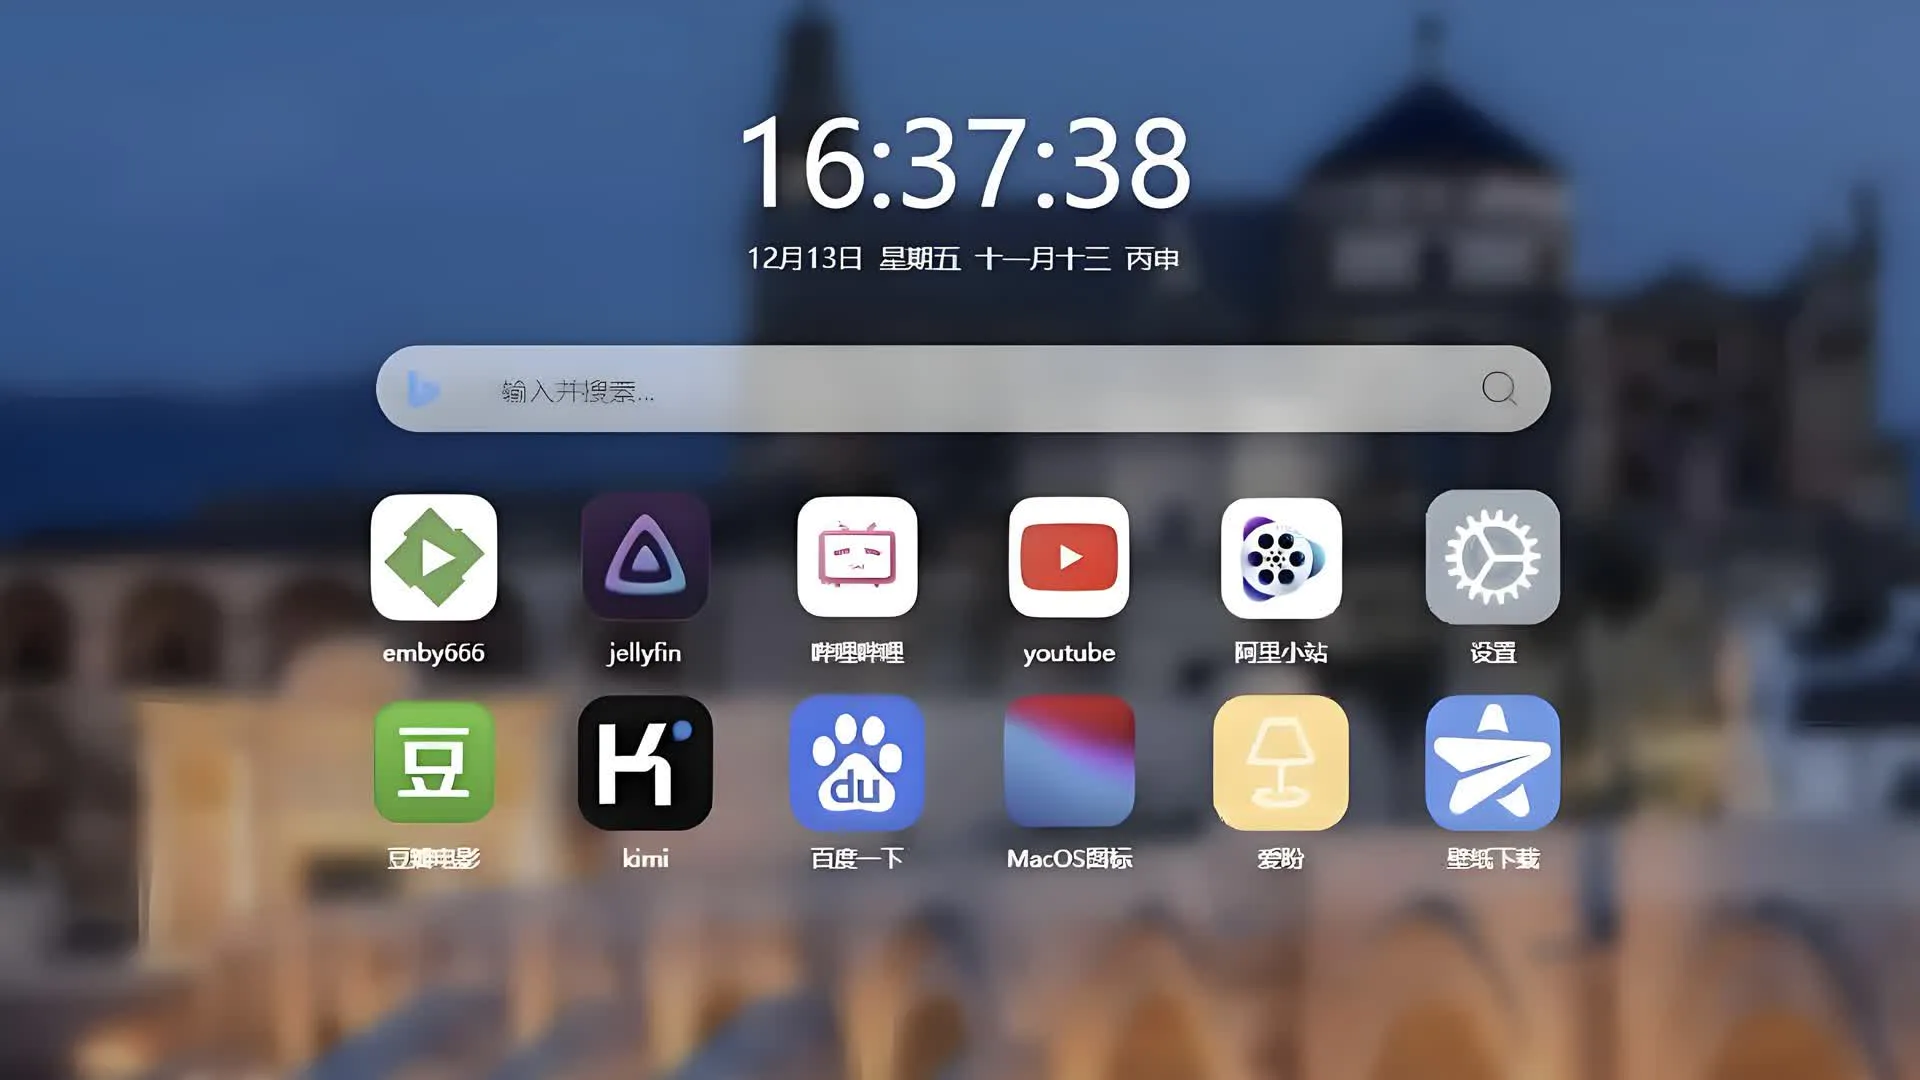 16:37:38
12月13日 星期五 十一月十三 丙申
输入并搜索...
emby666 jellyfin 哔哩哔哩 youtube 阿里小站 设置
豆
du
豆瓣电影 kimi 百度一下 MacOS图标 爱盼 壁纸下载